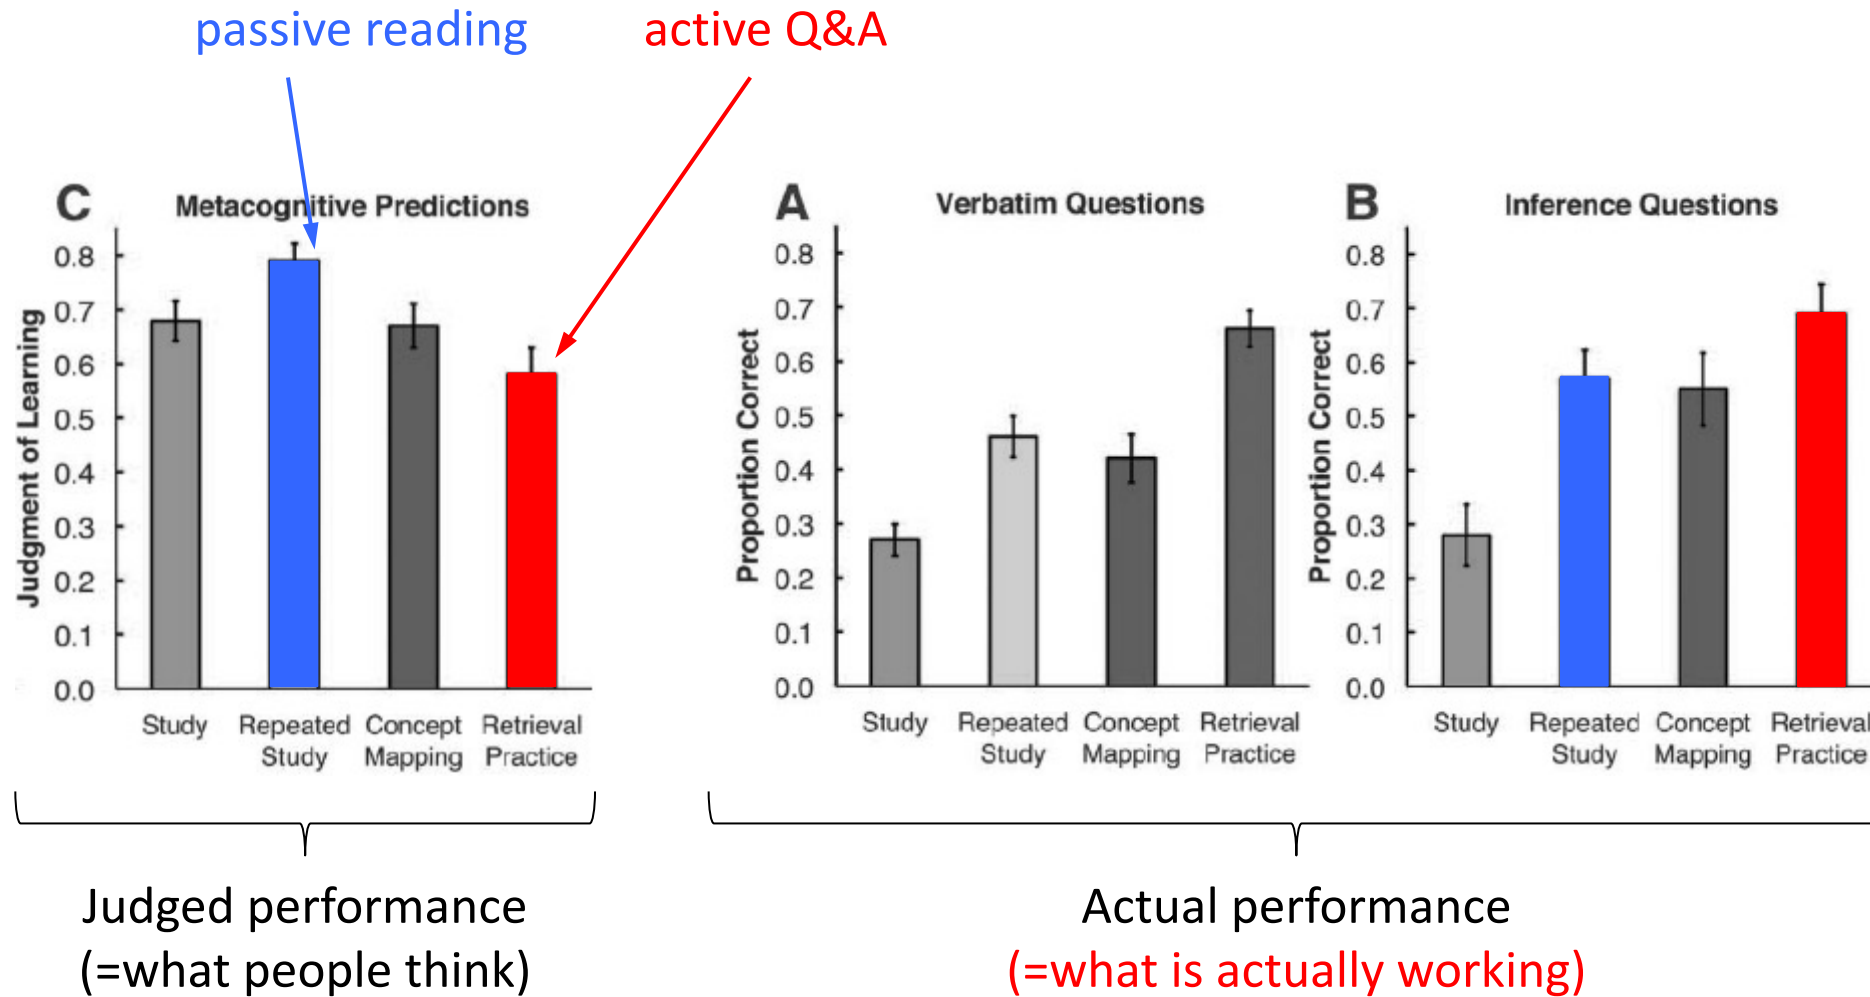 passive reading
active Q&A
C
Metacognitive Predictions
Judgment of Learning
0.8
0.7
0.6
0.5
0.4
0.3
0.2
0.1
0.0
Study
Repeated
Study
Concept
Mapping
Retrieval
Practice
A
Verbatim Questions
Proportion Correct
0.8
0.7
0.6
0.5
0.4
0.3
0.2
0.1
0.0
Study
Repeated
Study
Concept
Mapping
Retrieval
Practice
B
Inference Questions
Proportion Correct
0.8
0.7
0.6
0.5
0.4
0.3
0.2
0.1
0.0
Study
Repeated
Study
Concept
Mapping
Retrieval
Practice
Judged performance
(=what people think)
Actual performance
(=what is actually working)